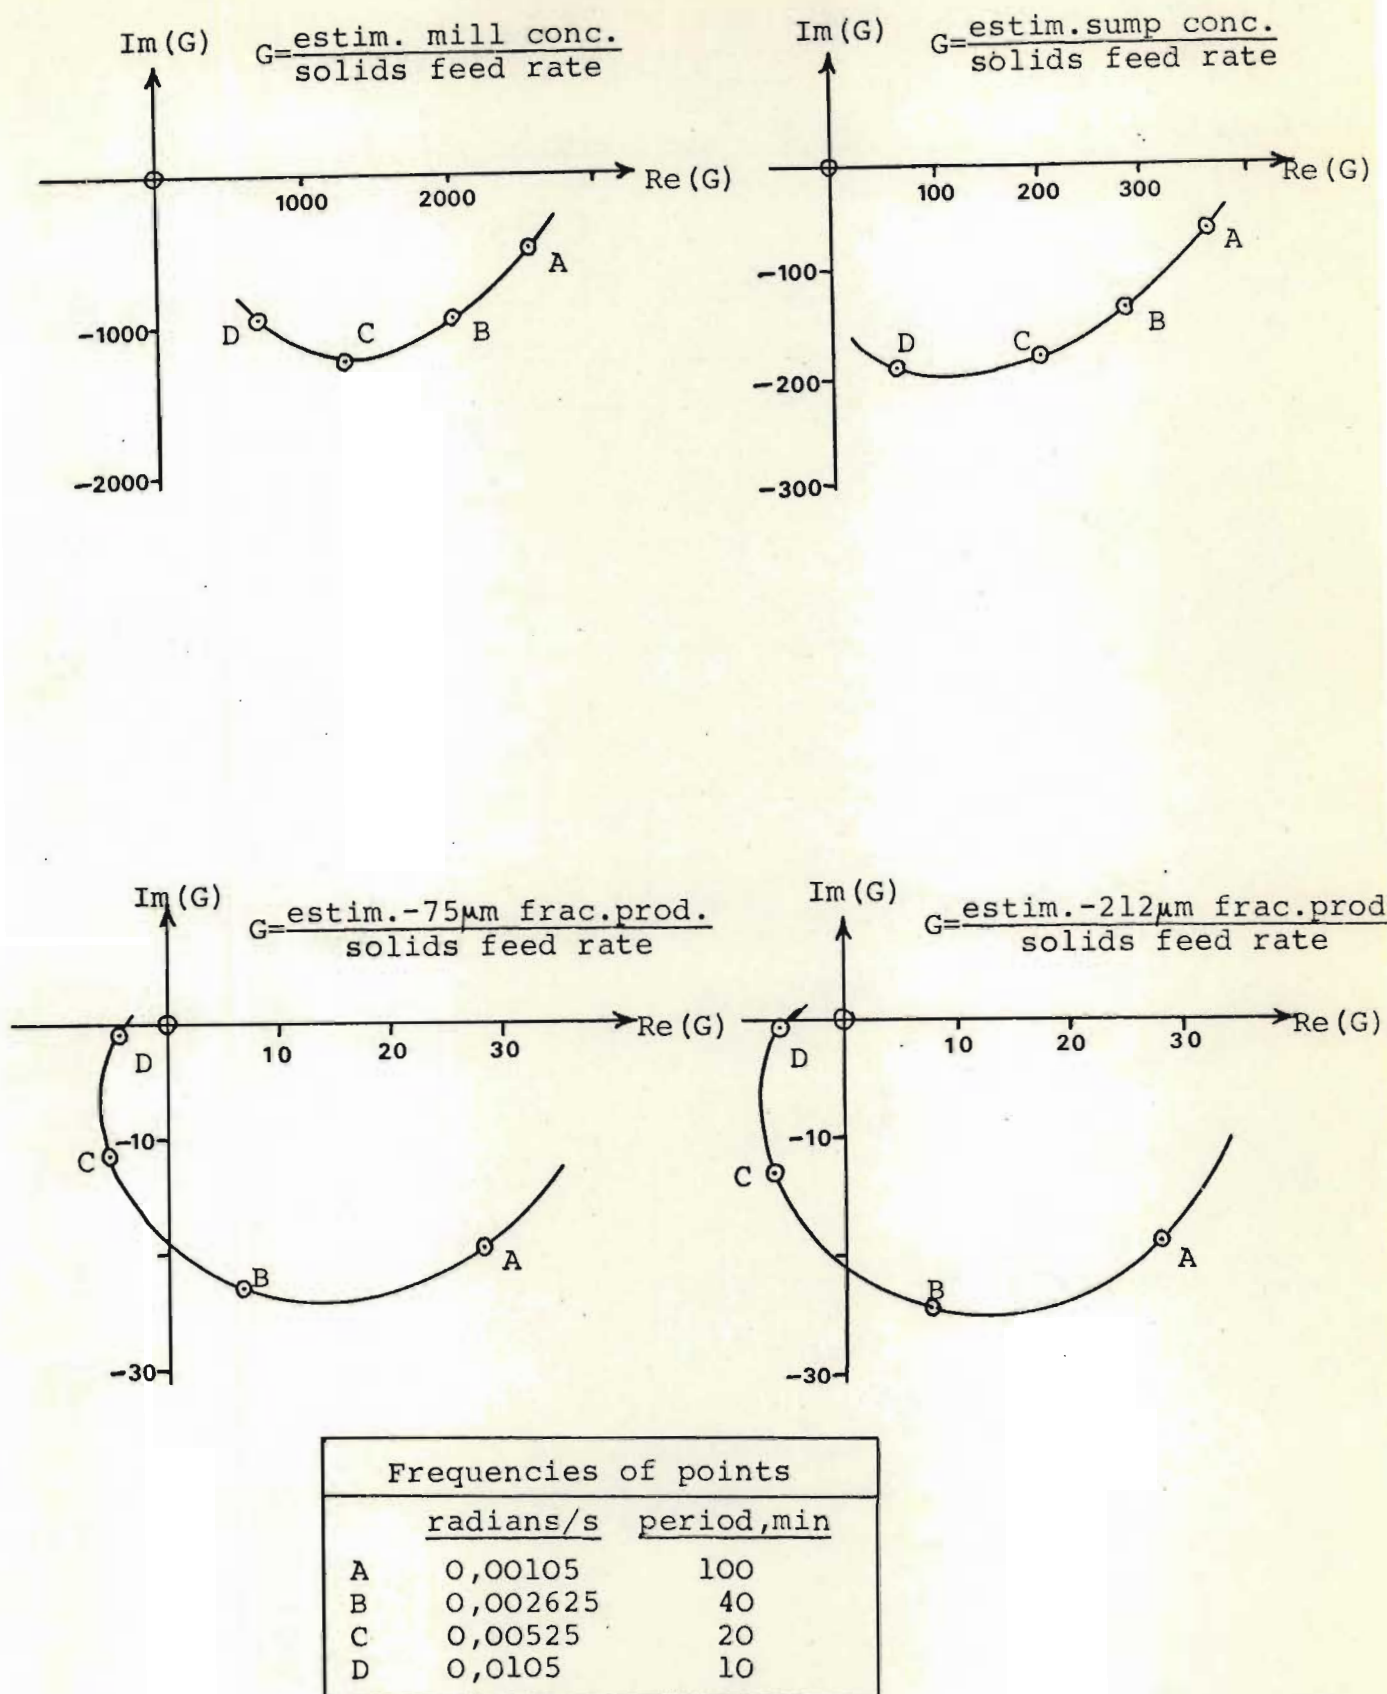 Im(G)
G=estim. mill conc.
solids feed rate
Re(G)
1000 2000
A
B
C
D
-1000
-2000
Im(G)
G=estim.sump conc.
solids feed rate
Re(G)
100 200 300
A
B
C
D
-100
-200
-300
Im(G)
G=estim.-75µm frac.prod.
solids feed rate
Re(G)
10 20 30
D
C
-10
B
A
-30
Im(G)
G=estim.-212µm frac.prod
solids feed rate
Re(G)
10 20 30
D
C
-10
B
A
-30
Frequencies of points
radians/s period,min
A 0,00105 100
B 0,002625 40
C 0,00525 20
D 0,0105 10